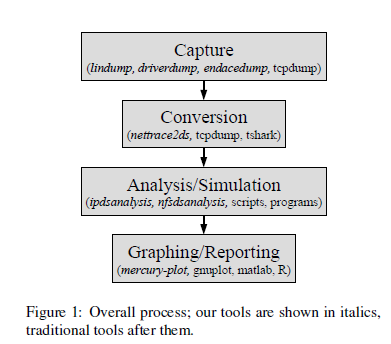 Capture
(lindump, driverdump, endacedump, tcpdump)
Conversion
(nettrace2ds, tcpdump, tshark)
Analysis/Simulation
(ipdsanalysis, nfsdsanalysis, scripts, programs)
Graphing/Reporting
(mercury-plot, gnuplot, matlab, R)
Figure 1: Overall process; our tools are shown in italics,
traditional tools after them.